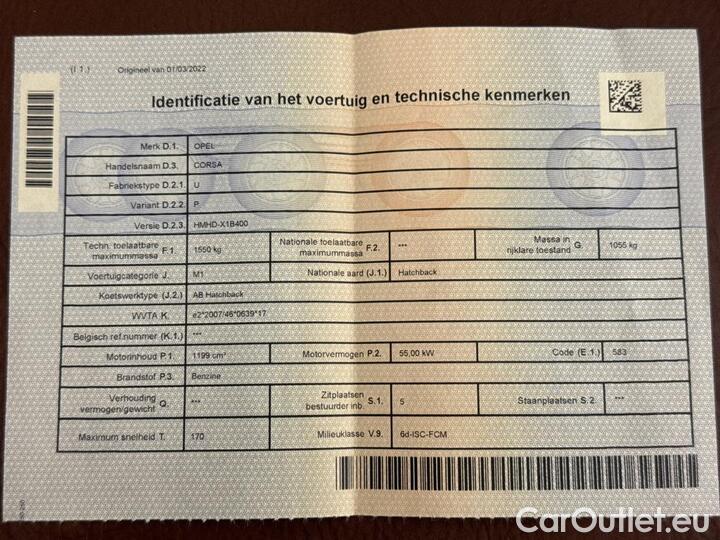 (I 1.) Origineel van 01/03/2022
Identificatie van het voertuig en technische kenmerken
Merk D.1. OPEL
Handelsnaam D.3. CORSA
Fabriekstype D.2.1. U
Variant D.2.2. P.
Versie D.2.3. HMHD-X1B400
Techn. toelaatbare maximummassa F.1. 1550 kg Nationale toelaatbare maximummassa F.2. *** Massa in rijklare toestand G. 1055 kg
Voertuigcategorie J. M1 Nationale aard (J.1.) Hatchback
Koetswerktype (J.2.) AB Hatchback
WVTA K. e2*2007/46*0639*17
Belgisch ref.nummer (K.1.) ***
Motorinhoud P.1. 1199 cm³ Motorvermogen P.2. 55,00 kW Code (E.1.) 583
Brandstof P.3. Benzine
Verhouding vermogen/gewicht Q. *** Zitplaatsen bestuurder inb. S.1. 5 Staanplaatsen S.2. ***
Maximum snelheid T. 170 Milieuklasse V.9. 6d-ISC-FCM
CarOutlet.eu